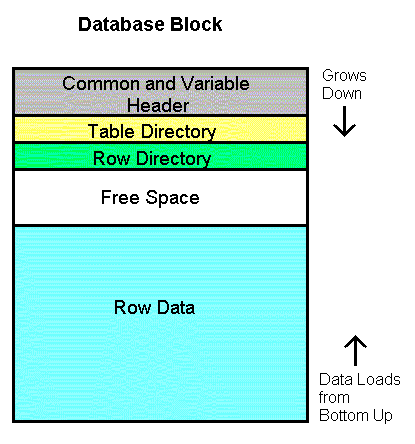 Database Block
Common and Variable
Header
Grows
Down
Table Directory
Row Directory
Free Space
Row Data
Data Loads
from
Bottom Up